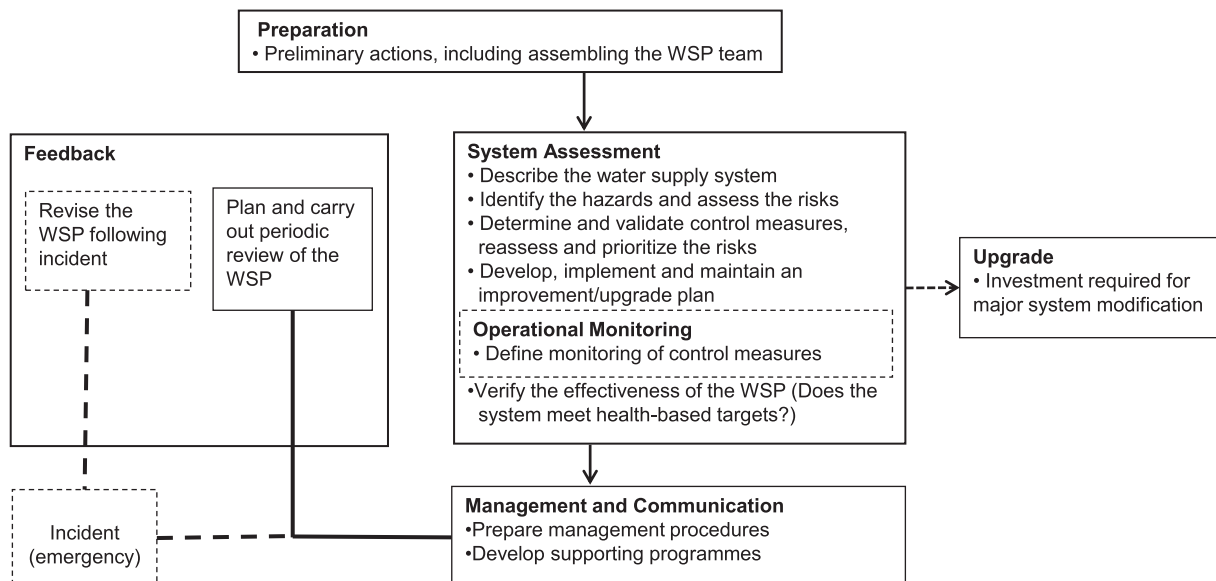 Preparation
• Preliminary actions, including assembling the WSP team
Feedback
Revise the
WSP following
incident
Plan and carry
out periodic
review of the
WSP
System Assessment
• Describe the water supply system
• Identify the hazards and assess the risks
• Determine and validate control measures,
reassess and prioritize the risks
• Develop, implement and maintain an
improvement/upgrade plan
Operational Monitoring
• Define monitoring of control measures
•Verify the effectiveness of the WSP (Does the
system meet health-based targets?)
Upgrade
• Investment required for
major system modification
Incident
(emergency)
Management and Communication
•Prepare management procedures
•Develop supporting programmes